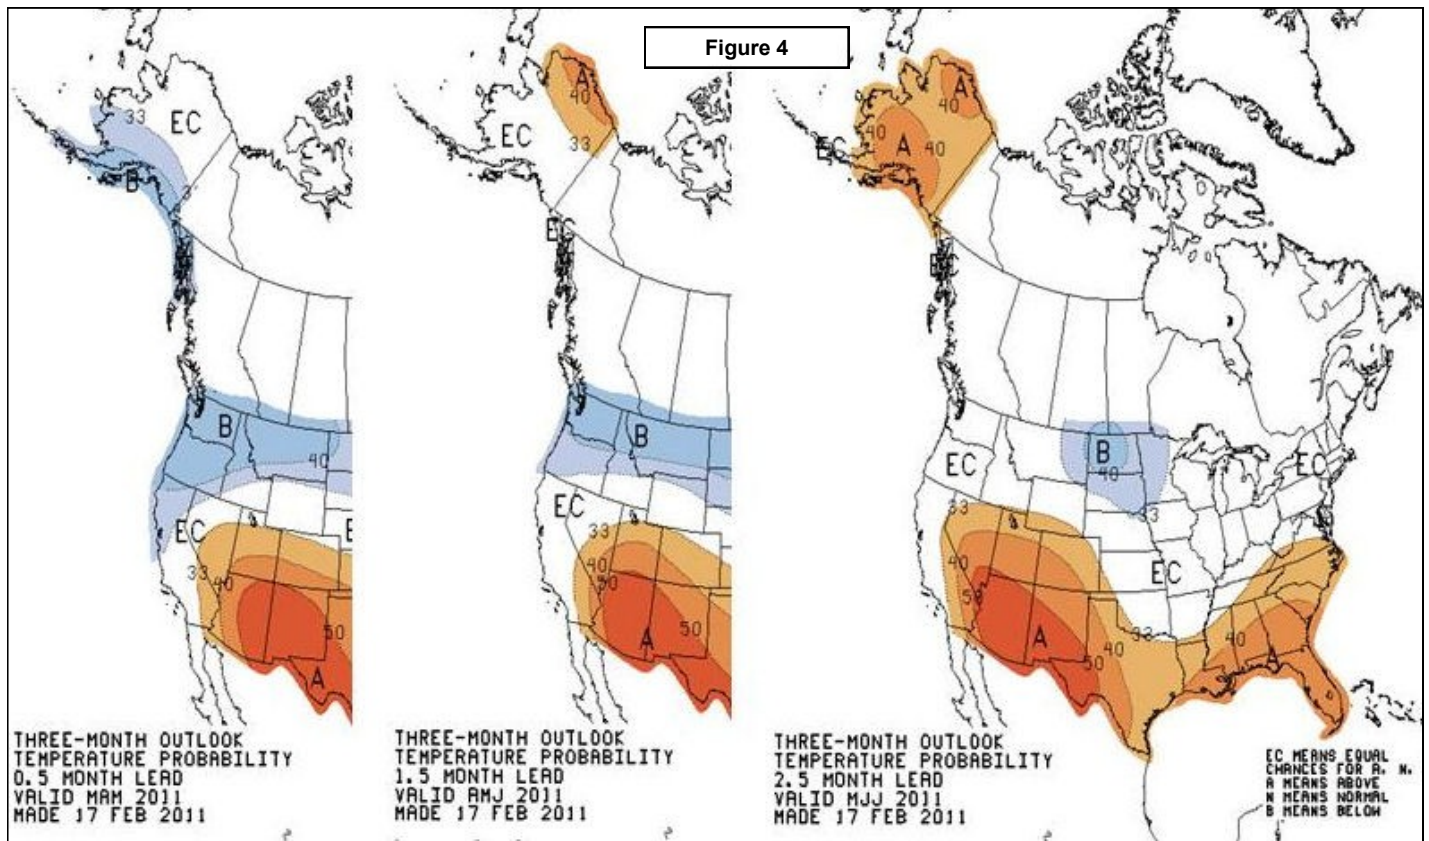 Figure 4
33
EC
B
B
40
EC
33
40
50
A
THREE-MONTH OUTLOOK
TEMPERATURE PROBABILITY
0.5 MONTH LEAD
VALID MAM 2011
MADE 17 FEB 2011
A
40
EC
33
EC
B
EC
33
40
50
A
50
THREE-MONTH OUTLOOK
TEMPERATURE PROBABILITY
1.5 MONTH LEAD
VALID AMJ 2011
MADE 17 FEB 2011
A
40
40
EC
A
40
EC
B
40
EC
EC
33
33
EC
40
50
33
40
40
A
50
A
THREE-MONTH OUTLOOK
TEMPERATURE PROBABILITY
2.5 MONTH LEAD
VALID MJJ 2011
MADE 17 FEB 2011
EC MEANS EQUAL
CHANCES FOR A, N,
A MEANS ABOVE
N MEANS NORMAL
B MEANS BELOW